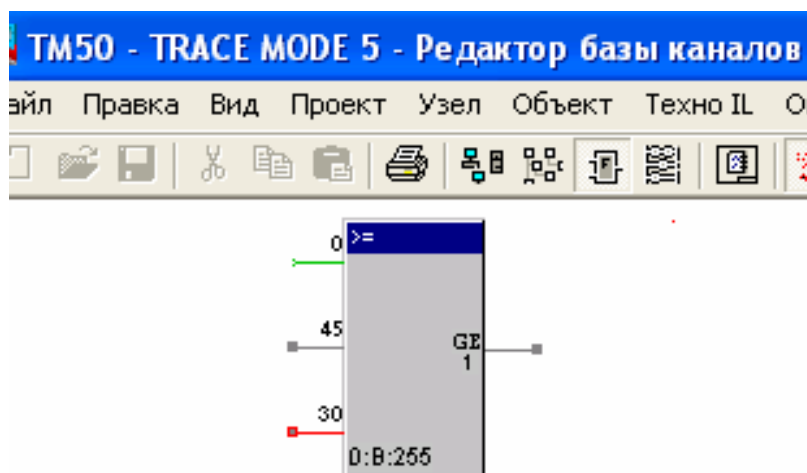 TM50 - TRACE MODE 5 - Редактор базы каналов
айл Правка Вид Проект Узел Объект Техно IL О
0 >=
45
GE
1
30
D:B:255